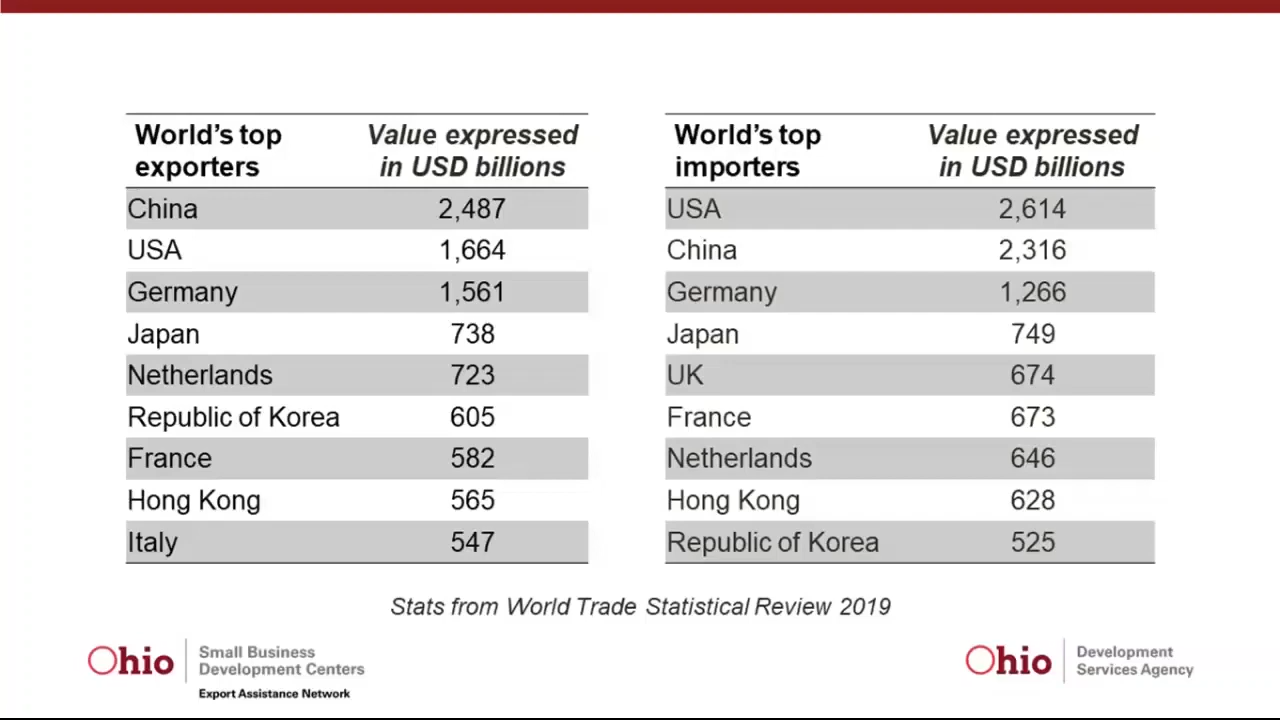 World's top exporters Value expressed in USD billions
China 2,487
USA 1,664
Germany 1,561
Japan 738
Netherlands 723
Republic of Korea 605
France 582
Hong Kong 565
Italy 547
World's top importers Value expressed in USD billions
USA 2,614
China 2,316
Germany 1,266
Japan 749
UK 674
France 673
Netherlands 646
Hong Kong 628
Republic of Korea 525
Stats from World Trade Statistical Review 2019
Ohio
Small Business
Development Centers
Export Assistance Network
Ohio
Development
Services Agency